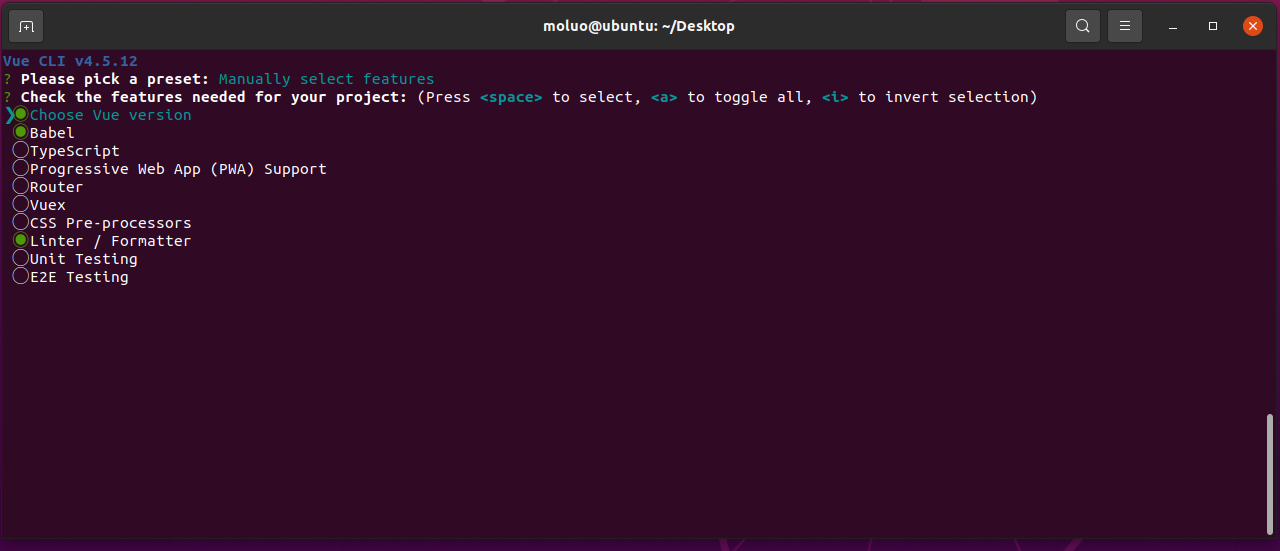 moluo@ubuntu: ~/Desktop
Vue CLI v4.5.12
? Please pick a preset: Manually select features
? Check the features needed for your project: (Press <space> to select, <a> to toggle all, <i> to invert selection)
❯◉Choose Vue version
◉Babel
◯TypeScript
◯Progressive Web App (PWA) Support
◯Router
◯Vuex
◯CSS Pre-processors
◉Linter / Formatter
◯Unit Testing
◯E2E Testing